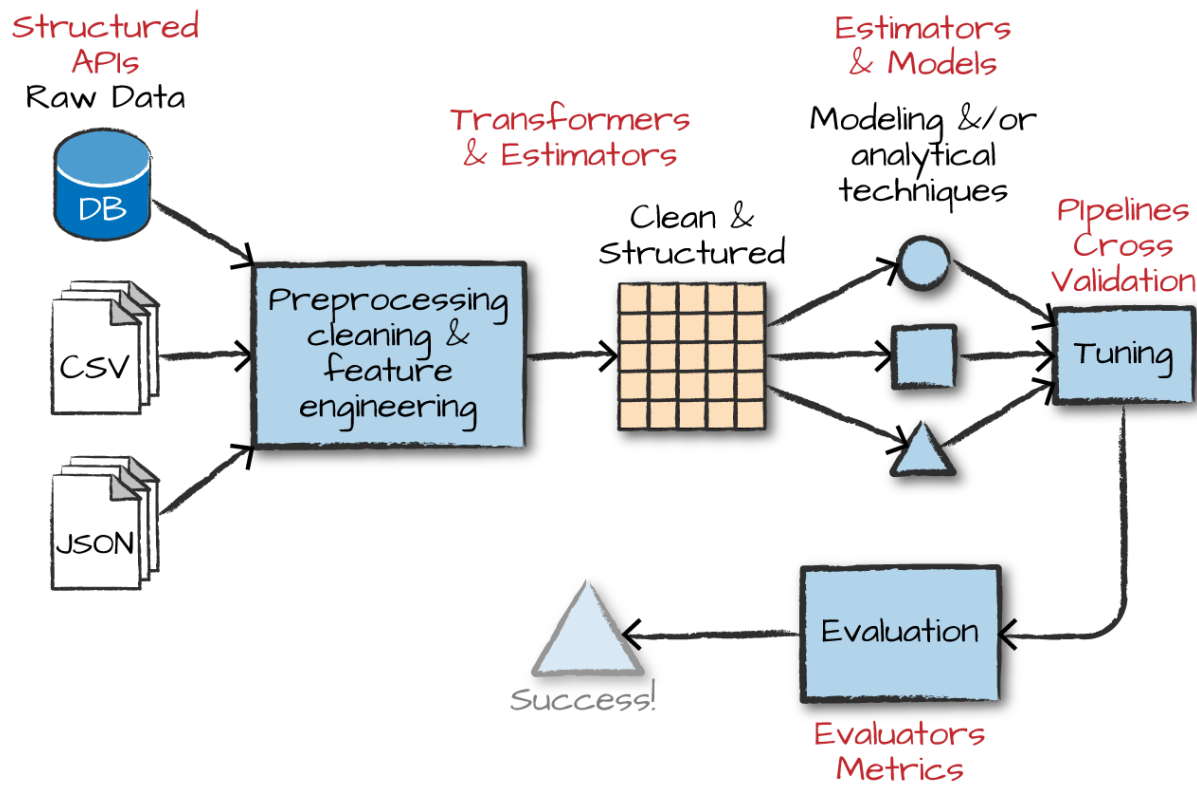 Structured
APIs
Raw Data
DB
CSV
JSON
Preprocessing
cleaning &
feature
engineering
Transformers
& Estimators
Clean &
Structured
Estimators
& Models
Modeling &/or
analytical
techniques
PIpelines
Cross
Validation
Tuning
Evaluation
Evaluators
Metrics
Success!